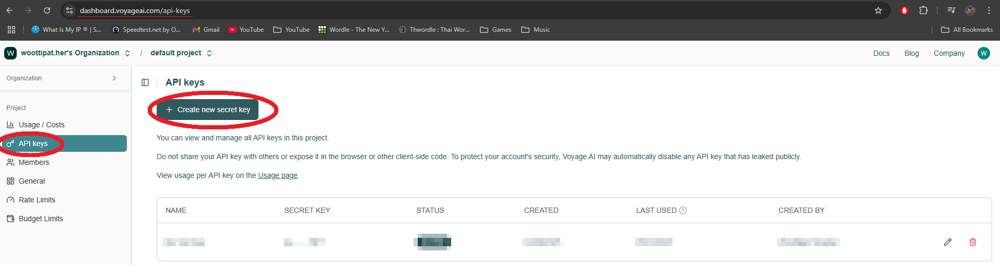 dashboard.voyageai.com/api-keys
What Is My IP ® | S... Speedtest.net by O... Gmail YouTube YouTube Wordle - The New Y... Thwordle : Thai Wor... Games Music All Bookmarks
W woottipat.her's Organization / default project Docs Blog Company W
Organization
API keys
Project
Create new secret key
Usage / Costs
API keys
Members
General
Rate Limits
Budget Limits
You can view and manage all API keys in this project.
Do not share your API key with others or expose it in the browser or other client-side code. To protect your account's security, Voyage AI may automatically disable any API key that has leaked publicly.
View usage per API key on the Usage page.
NAME SECRET KEY STATUS CREATED LAST USED ? CREATED BY